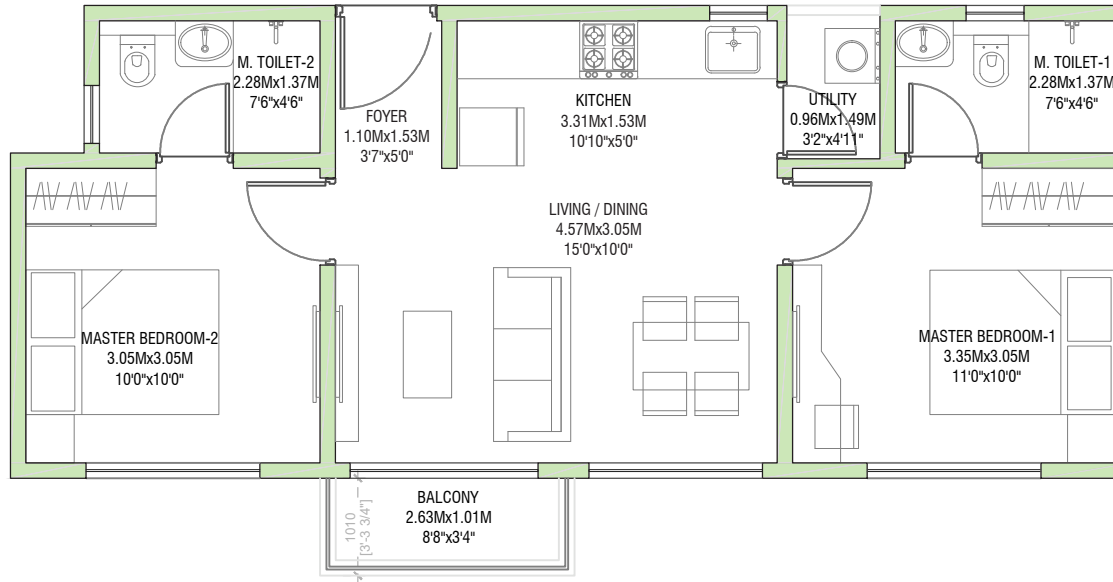 M. TOILET-2
2.28Mx1.37M
7'6"x4'6"
FOYER
1.10Mx1.53M
3'7"x5'0"
KITCHEN
3.31Mx1.53M
10'10"x5'0"
UTILITY
0.96Mx1.49M
3'2"x4'11"
M. TOILET-1
2.28Mx1.37M
7'6"x4'6"
LIVING / DINING
4.57Mx3.05M
15'0"x10'0"
MASTER BEDROOM-2
3.05Mx3.05M
10'0"x10'0"
MASTER BEDROOM-1
3.35Mx3.05M
11'0"x10'0"
BALCONY
2.63Mx1.01M
8'8"x3'4"
1010
[3'-3 3/4"]